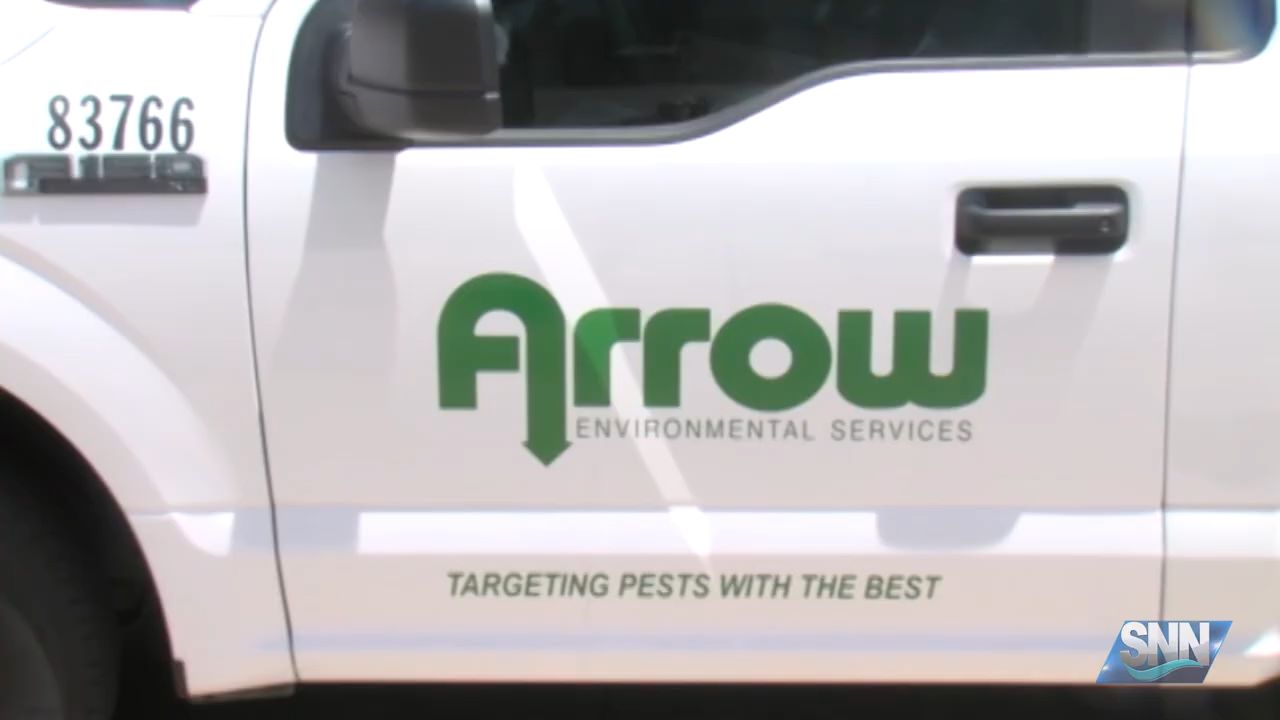 83766
Arrow
ENVIRONMENTAL SERVICES
TARGETING PESTS WITH THE BEST
SNN